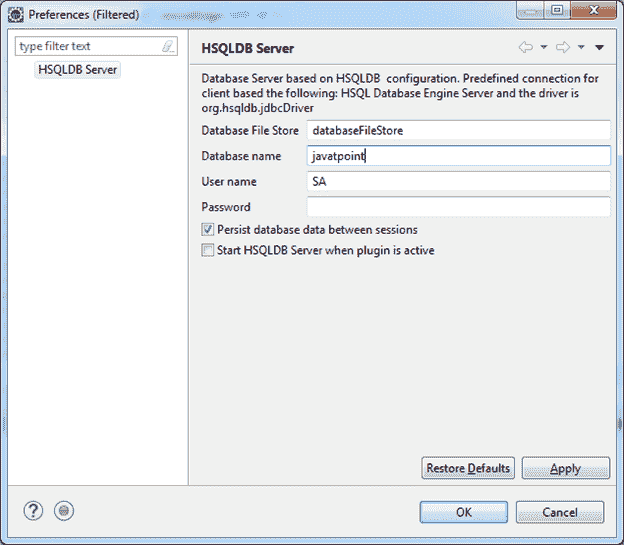 Preferences (Filtered)
type filter text
HSQLDB Server
HSQLDB Server
Database Server based on HSQLDB configuration. Predefined connection for
client based the following: HSQL Database Engine Server and the driver is
org.hsqldb.jdbcDriver
Database File Store databaseFileStore
Database name javatpoint
User name SA
Password
Persist database data between sessions
Start HSQLDB Server when plugin is active
Restore Defaults Apply
? OK Cancel